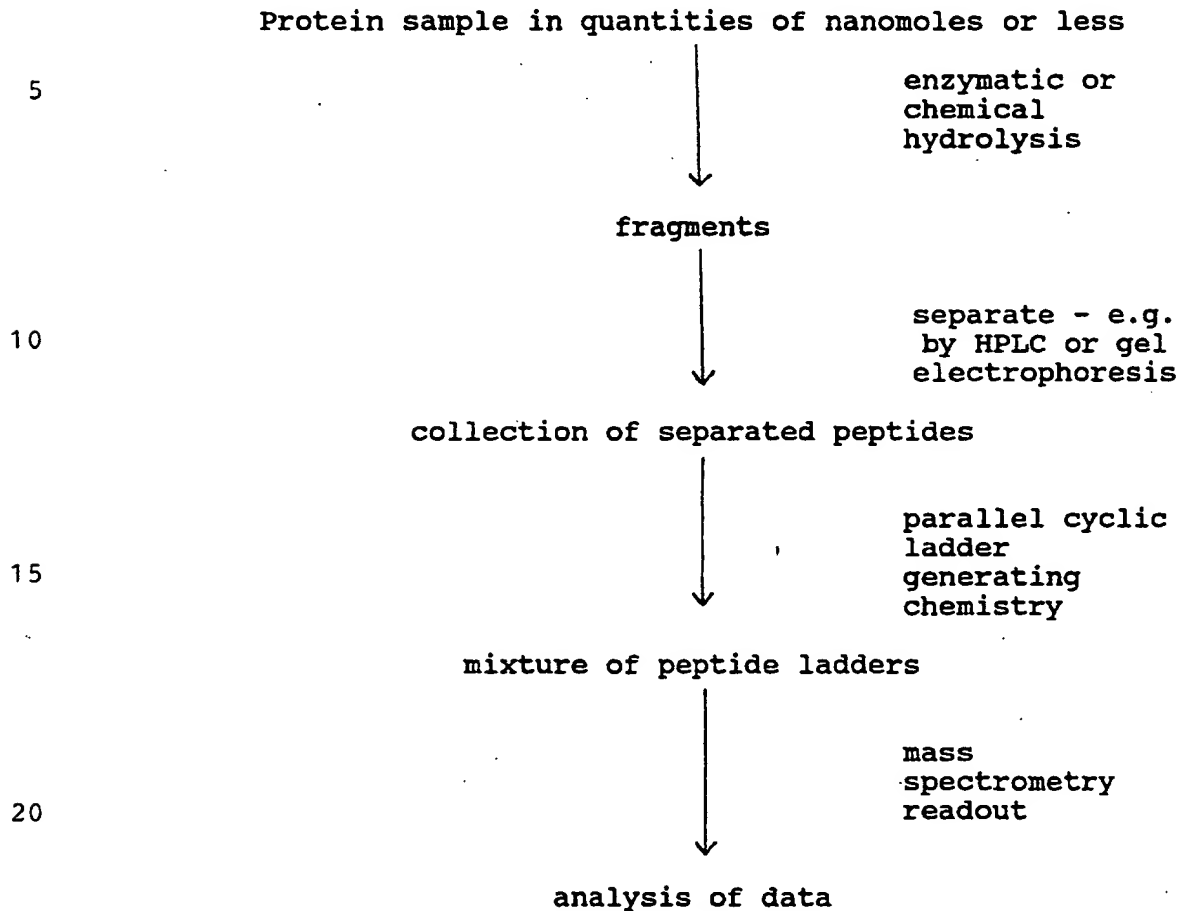 Protein sample in quantities of nanomoles or less
5
enzymatic or
chemical
hydrolysis
fragments
10
separate - e.g.
by HPLC or gel
electrophoresis
collection of separated peptides
parallel cyclic
ladder
15
generating
chemistry
mixture of peptide ladders
mass
spectrometry
20
readout
analysis of data